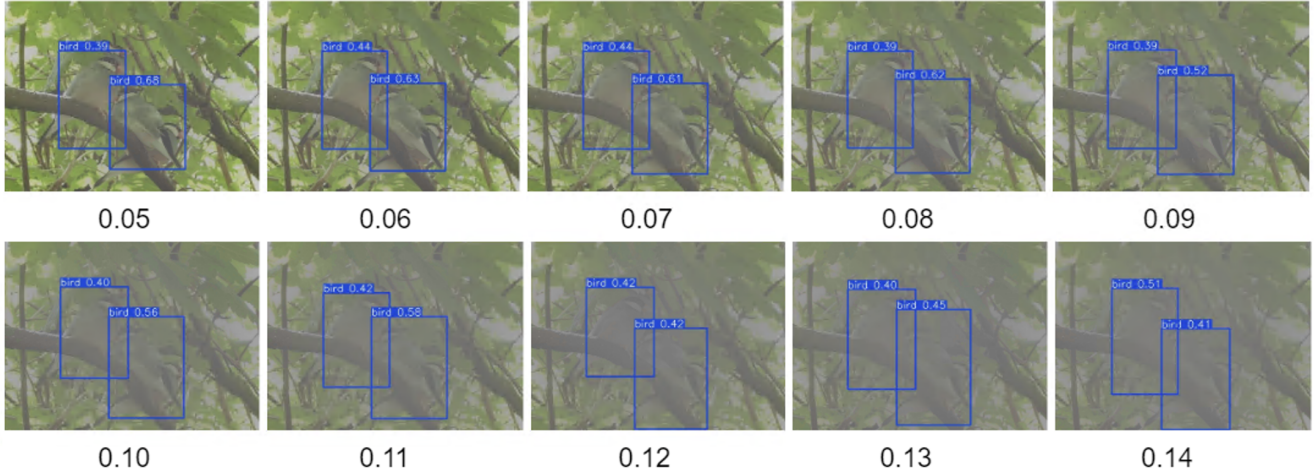 bird 0.39
bird 0.68
bird 0.44
bird 0.63
bird 0.44
bird 0.61
bird 0.39
bird 0.62
bird 0.39
bird 0.52
0.05
0.06
0.07
0.08
0.09
bird 0.40
bird 0.56
bird 0.42
bird 0.58
bird 0.42
bird 0.42
bird 0.40
bird 0.45
bird 0.51
bird 0.41
0.10
0.11
0.12
0.13
0.14